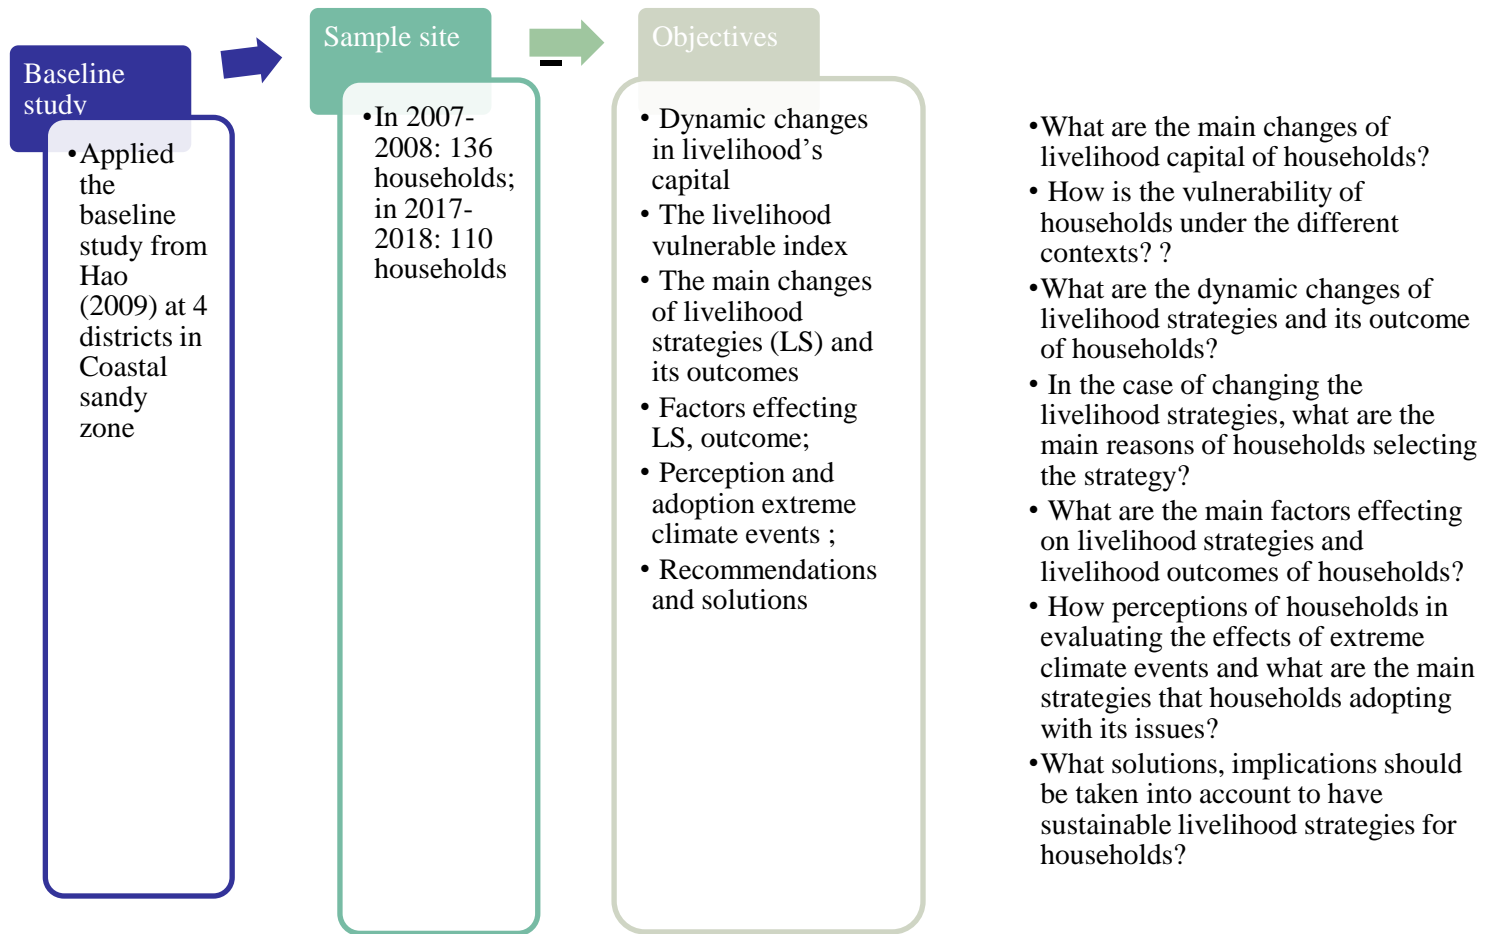 Baseline
study
•Applied
the
baseline
study from
Hao
(2009) at 4
districts in
Coastal
sandy
zone
Sample site
•In 2007-
2008: 136
households;
in 2017-
2018: 110
households
Objectives
• Dynamic changes
in livelihood’s
capital
• The livelihood
vulnerable index
• The main changes
of livelihood
strategies (LS) and
its outcomes
• Factors effecting
LS, outcome;
• Perception and
adoption extreme
climate events ;
• Recommendations
and solutions
•What are the main changes of
livelihood capital of households?
• How is the vulnerability of
households under the different
contexts? ?
•What are the dynamic changes of
livelihood strategies and its outcome
of households?
• In the case of changing the
livelihood strategies, what are the
main reasons of households selecting
the strategy?
• What are the main factors effecting
on livelihood strategies and
livelihood outcomes of households?
• How perceptions of households in
evaluating the effects of extreme
climate events and what are the main
strategies that households adopting
with its issues?
•What solutions, implications should
be taken into account to have
sustainable livelihood strategies for
households?